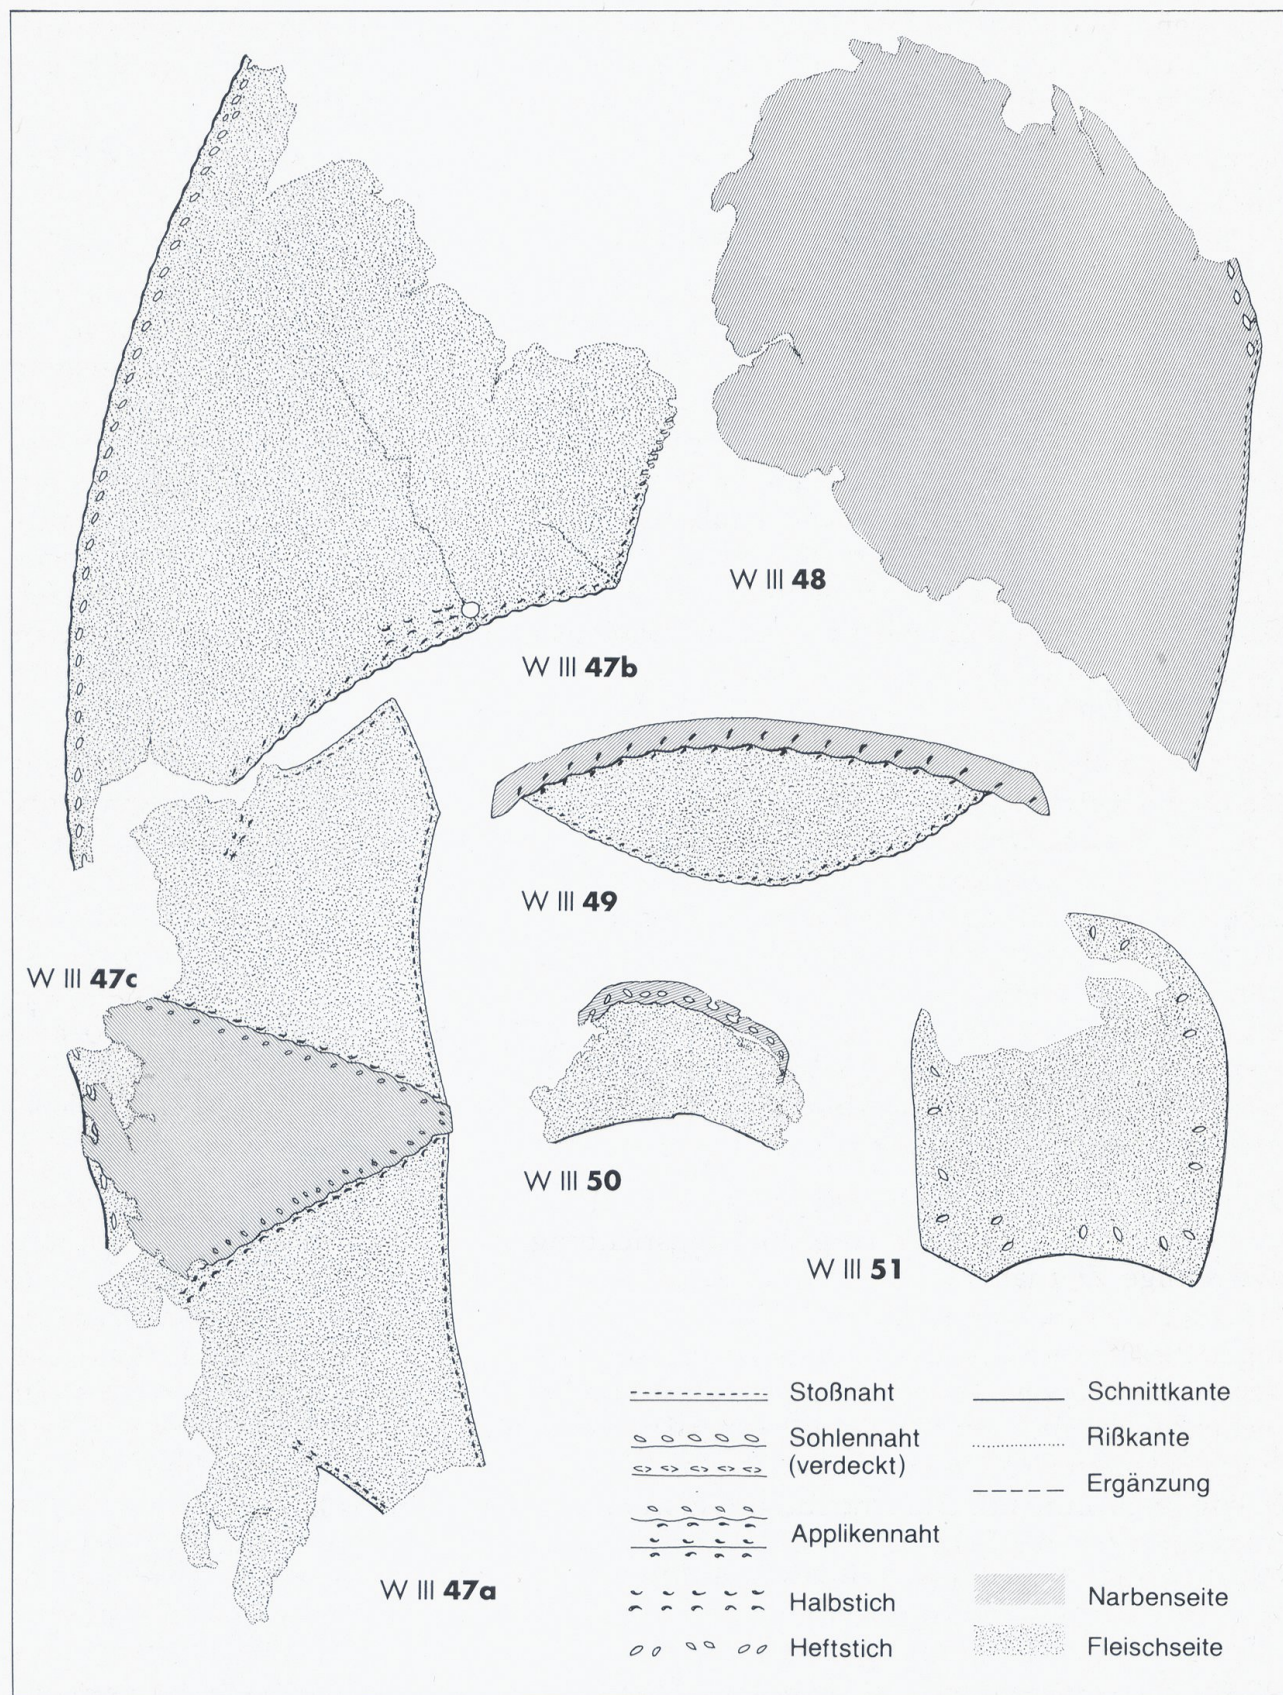 W III 48
W III 47b
W III 49
W III 47c
W III 50
W III 51
W III 47a
Stoßnaht
Sohlennaht
(verdeckt)
Applikennaht
Halbstich
Heftstich
Schnittkante
Rißkante
Ergänzung
Narbenseite
Fleischseite